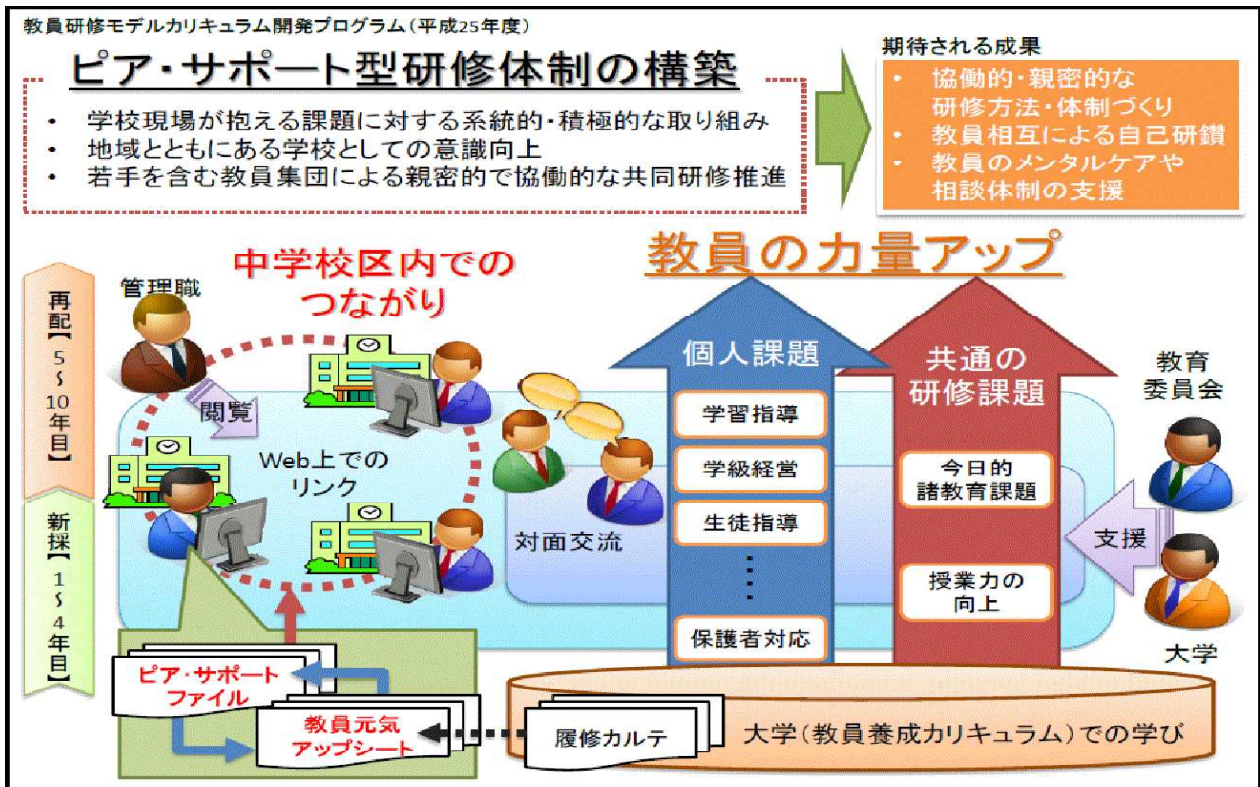 教員研修モデルカリキュラム開発プログラム(平成25年度)
ピア・サポート型研修体制の構築
・ 学校現場が抱える課題に対する系統的・積極的な取り組み
・ 地域とともにある学校としての意識向上
・ 若手を含む教員集団による親密的で協働的な共同研修推進
期待される成果
・ 協働的・親密的な
研修方法・体制づくり
・ 教員相互による自己研鑽
・ 教員のメンタルケアや
相談体制の支援
再配【5~10年目】
新採【1~4年目】
管理職
中学校区内での
つながり
閲覧
Web上での
リンク
対面交流
教員の力量アップ
個人課題
学習指導
学級経営
生徒指導
保護者対応
共通の
研修課題
今日的
諸教育課題
授業力の
向上
教育
委員会
支援
大学
ピア・サポート
ファイル
教員元気
アップシート
履修カルテ
大学(教員養成カリキュラム)での学び